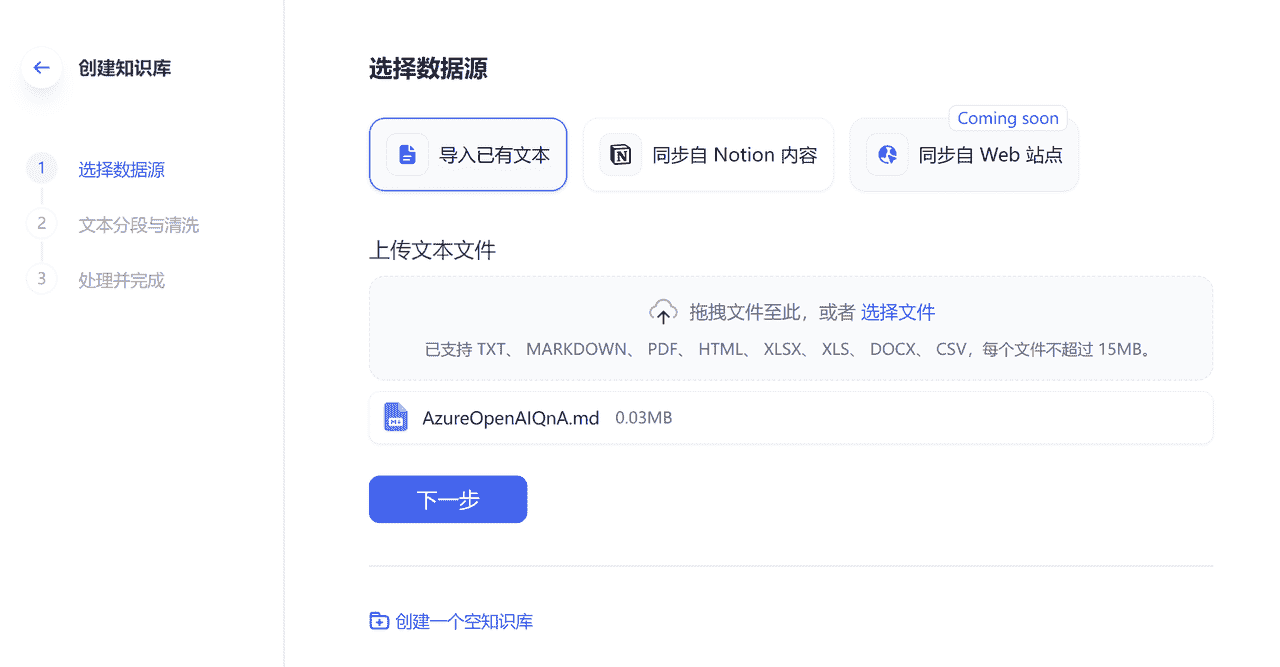 创建知识库
1 选择数据源
2 文本分段与清洗
3 处理并完成
选择数据源
导入已有文本
同步自 Notion 内容
Coming soon
同步自 Web 站点
上传文本文件
拖拽文件至此，或者 选择文件
已支持 TXT、 MARKDOWN、 PDF、 HTML、 XLSX、 XLS、 DOCX、 CSV，每个文件不超过 15MB。
AzureOpenAIQnA.md 0.03MB
下一步
创建一个空知识库